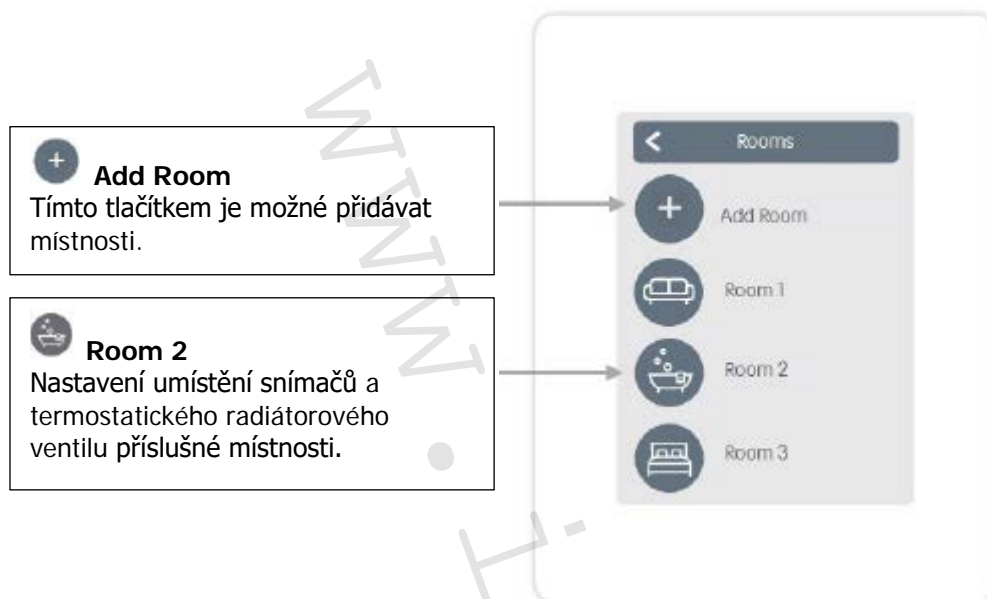 Add Room
Tímto tlačítkem je možné přidávat
místnosti.
Room 2
Nastavení umístění snímačů a
termostatického radiátorového
ventilu příslušné místnosti.
Rooms
Add Room
Room 1
Room 2
Room 3
www.i